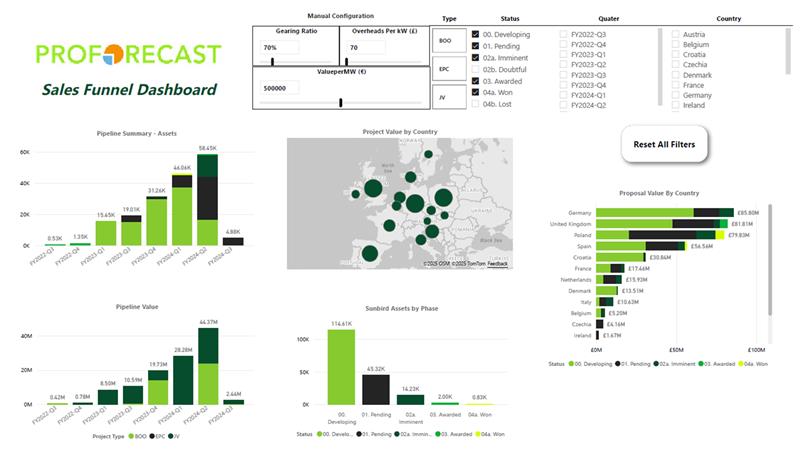 Manual Configuration
Gearing Ratio
70%
Overheads Per kW (£)
70
ValueperMW (€)
500000
Type
BOO
EPC
JV
Status
00. Developing
01. Pending
02a. Imminent
02b. Doubtful
03. Awarded
04a. Won
04b. Lost
Quater
FY2022-Q3
FY2022-Q4
FY2023-Q1
FY2023-Q2
FY2023-Q3
FY2023-Q4
FY2024-Q1
FY2024-Q2
Country
Austria
Belgium
Croatia
Czechia
Denmark
France
Germany
Ireland
PROFORECAST
Sales Funnel Dashboard
Reset All Filters
Pipeline Summary - Assets
60K
40K
20K
0K
0.53K
1.35K
15.65K
19.01K
31.26K
46.06K
58.45K
4.88K
FY2022-Q3
FY2022-Q4
FY2023-Q1
FY2023-Q2
FY2023-Q3
FY2024-Q1
FY2024-Q2
FY2024-Q3
Project Value by Country
NORWAY
North
Sea
BELARUS
UKRAINE
Black Sea
©2025 OSM ©2025 TomTom Feedback
Proposal Value By Country
Germany £85.80M
United Kingdom £81.81M
Poland £79.83M
Spain £56.56M
Croatia £30.86M
France £17.46M
Netherlands £15.93M
Denmark £13.51M
Italy £10.63M
Belgium £5.20M
Czechia £4.16M
Ireland £1.67M
£0M £50M £100M
Status 00. Developing 01. Pending 02a. Imminent 03. Awarded 04a. Won
Pipeline Value
40M
20M
0M
0.42M
0.78M
8.50M
10.59M
19.73M
28.28M
44.37M
2.44M
FY2022-Q3
FY2022-Q4
FY2023-Q1
FY2023-Q2
FY2023-Q4
FY2024-Q1
FY2024-Q2
FY2024-Q3
Project Type BOO EPC JV
Sunbird Assets by Phase
100K
50K
0K
114.61K
45.32K
14.23K
2.00K
0.83K
00.
Developing
01. Pending
02a.
Imminent
03. Awarded
04a. Won
Status 00. Develo... 01. Pending 02a. Immin... 03. Awarded 04a. Won